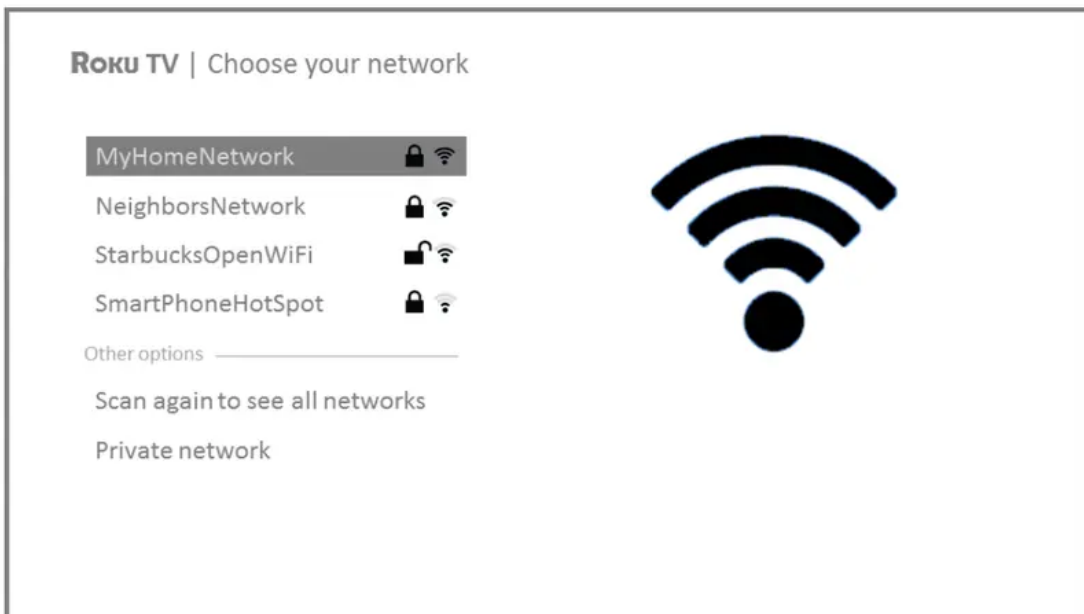 ROKU TV | Choose your network
MyHomeNetwork
NeighborsNetwork
StarbucksOpenWiFi
SmartPhoneHotSpot
Other options
Scan again to see all networks
Private network